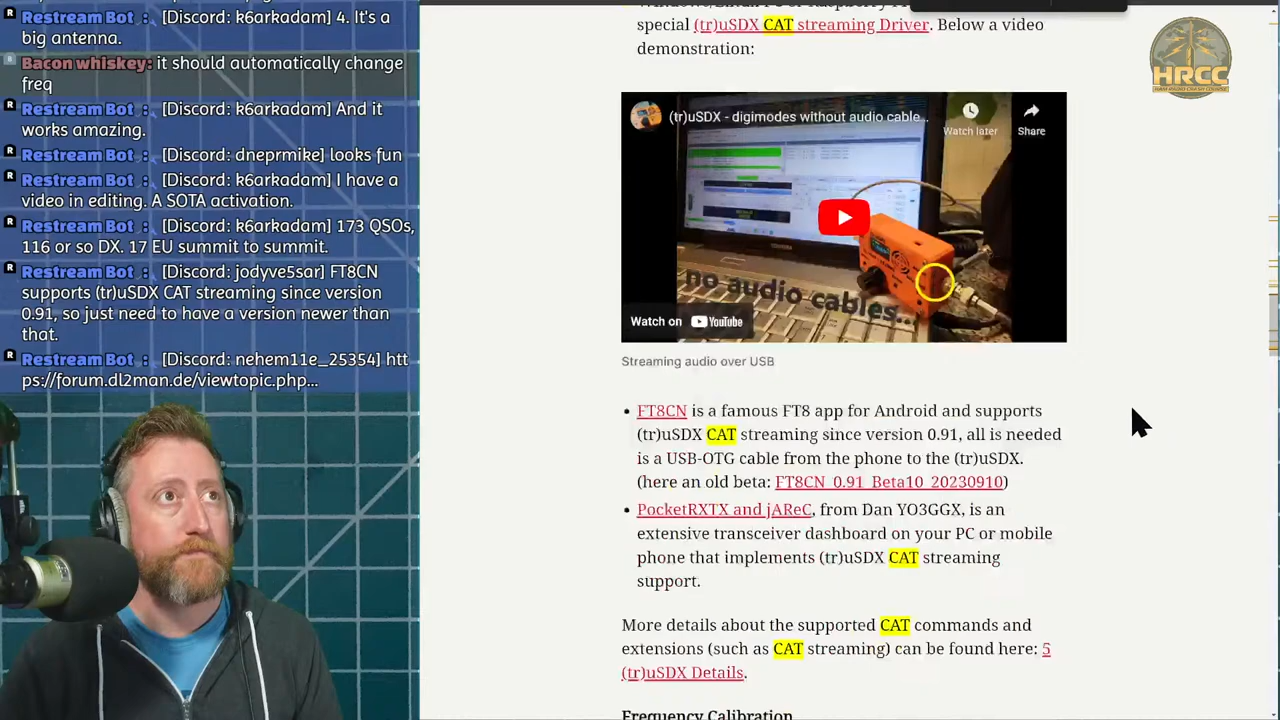 Restream Bot : [Discord: k6arkadam] 4. It's a
big antenna
Bacon whiskey: it should automatically change
freq
Restream Bot : [Discord: k6arkadam] And it
works amazing.
Restream Bot : [Discord: dneprmike] looks fun
Restream Bot : [Discord: k6arkadam] I have a
video in editing. A SOTA activation.
Restream Bot : [Discord: k6arkadam] 173 QSOs,
116 or so DX. 17 EU summit to summit.
Restream Bot : [Discord: jodyve5sar] FT8CN
supports (tr)uSDX CAT streaming since version
0.91, so just need to have a version newer than
that.
Restream Bot : [Discord: nehem11e_25354] htt
ps://forum.dl2man.de/viewtopic.php...
special (tr)uSDX CAT streaming Driver. Below a video
demonstration:
(tr)uSDX - digimodes without audio cable...
Watch later
Share
no audio cables...
Watch on YouTube
Streaming audio over USB
• FT8CN is a famous FT8 app for Android and supports
(tr)uSDX CAT streaming since version 0.91, all is needed
is a USB-OTG cable from the phone to the (tr)uSDX.
(here an old beta: FT8CN_0.91_Beta10_20230910)
• PocketRXTX and jAReC, from Dan YO3GGX, is an
extensive transceiver dashboard on your PC or mobile
phone that implements (tr)uSDX CAT streaming
support.
More details about the supported CAT commands and
extensions (such as CAT streaming) can be found here: 5
(tr)uSDX Details.
Frequency Calibration
HRCC
HAM RADIO CRASH COURSE